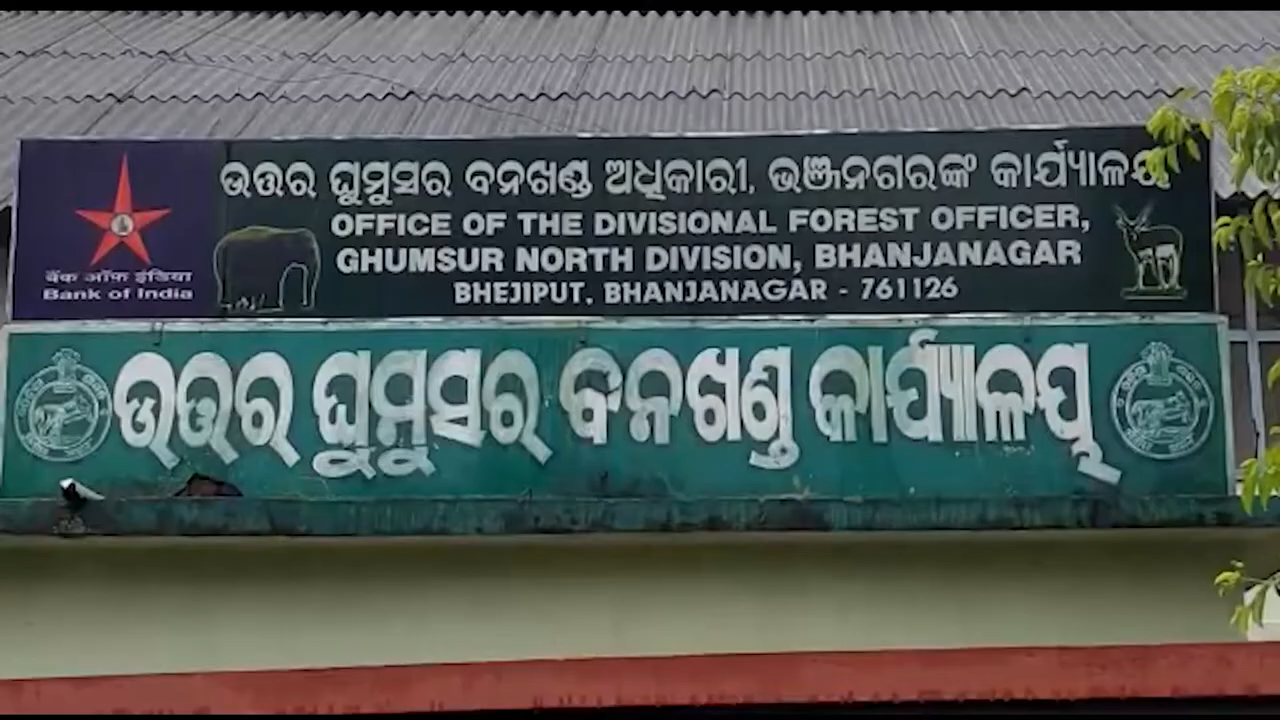 ଉତ୍ତର ଘୁମୁସର ବନଖଣ୍ଡ ଅଧିକାରୀ, ଭଞ୍ଜନଗରଙ୍କ କାର୍ଯ୍ୟାଳୟ
OFFICE OF THE DIVISIONAL FOREST OFFICER,
GHUMSUR NORTH DIVISION, BHANJANAGAR
BHEJIPUT. BHANJANAGAR - 761126
बैंक ऑफ़ इंडिया
Bank of India
ଉତ୍ତର ଘୁମୁସର ବନଖଣ୍ଡ କାର୍ଯ୍ୟାଳୟ